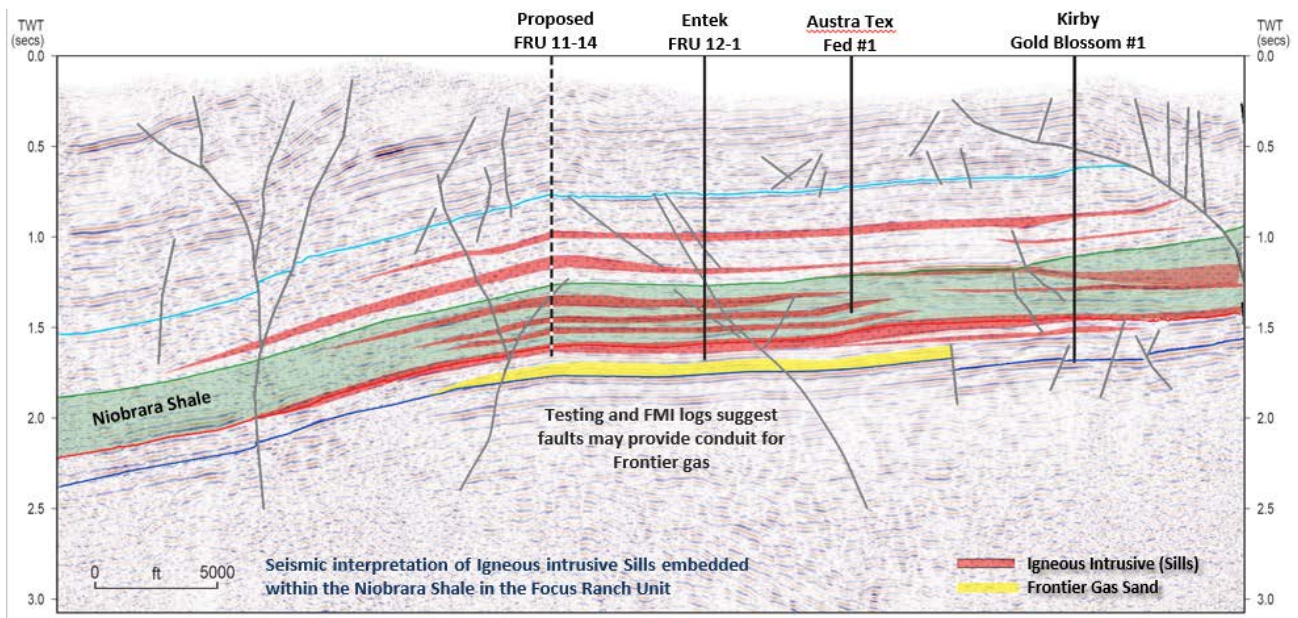 TWT
(secs)
Proposed
FRU 11-14
Entek
FRU 12-1
Austra Tex
Fed #1
Kirby
Gold Blossom #1
TWT
(secs)
0.0
0.5
1.0
1.5
2.0
2.5
3.0
0.0
0.5
1.0
1.5
2.0
2.5
3.0
Niobrara Shale
Testing and FMI logs suggest
faults may provide conduit for
Frontier gas
0 ft 5000
Seismic interpretation of Igneous intrusive Sills embedded
within the Niobrara Shale in the Focus Ranch Unit
Igneous Intrusive (Sills)
Frontier Gas Sand